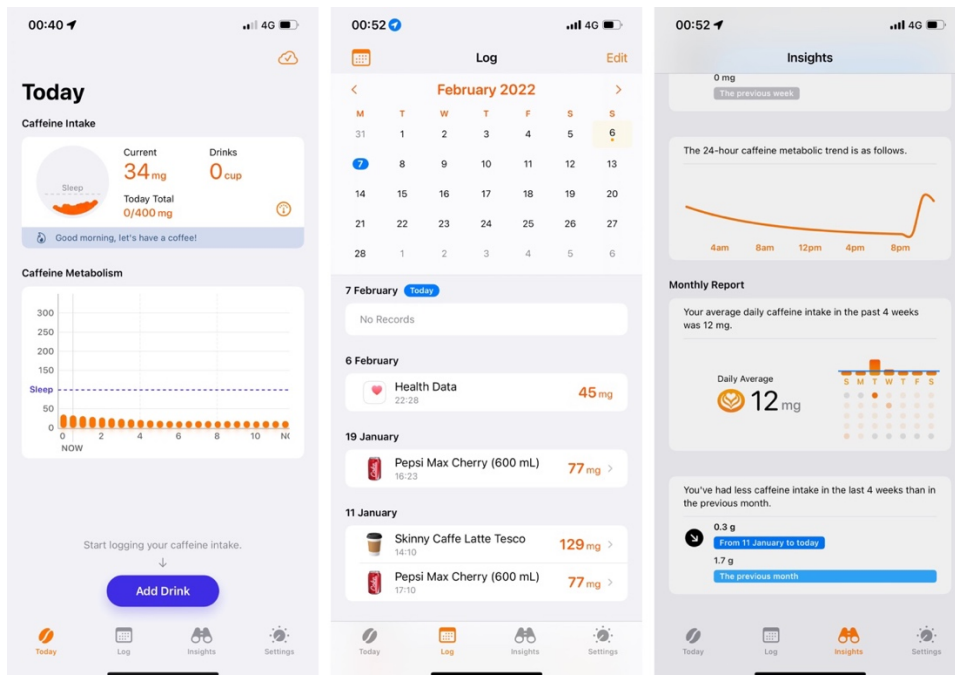 00:40
4G
Today
Caffeine Intake
Sleep
Current
34 mg
Drinks
0 cup
Today Total
0/400 mg
Good morning, let's have a coffee!
Caffeine Metabolism
300
250
200
150
Sleep
50
0
0 2 4 6 8 10 NO
NOW
Start logging your caffeine intake.
↓
Add Drink
Today Log Insights Settings
00:52
4G
Log
Edit
< February 2022 >
M T W T F S S
31 1 2 3 4 5 6
7 8 9 10 11 12 13
14 15 16 17 18 19 20
21 22 23 24 25 26 27
28 1 2 3 4 5 6
7 February Today
No Records
6 February
Health Data
22:28
45 mg
19 January
Pepsi Max Cherry (600 mL)
16:23
77 mg >
11 January
Skinny Caffe Latte Tesco
14:10
129 mg >
Pepsi Max Cherry (600 mL)
17:10
77 mg >
Today Log Insights Settings
00:52
4G
Insights
0 mg
The previous week
The 24-hour caffeine metabolic trend is as follows.
4am 8am 12pm 4pm 8pm
Monthly Report
Your average daily caffeine intake in the past 4 weeks
was 12 mg.
Daily Average
12 mg
S M T W T F S
You've had less caffeine intake in the last 4 weeks than in
the previous month.
0.3 g
From 11 January to today
1.7 g
The previous month
Today Log Insights Settings